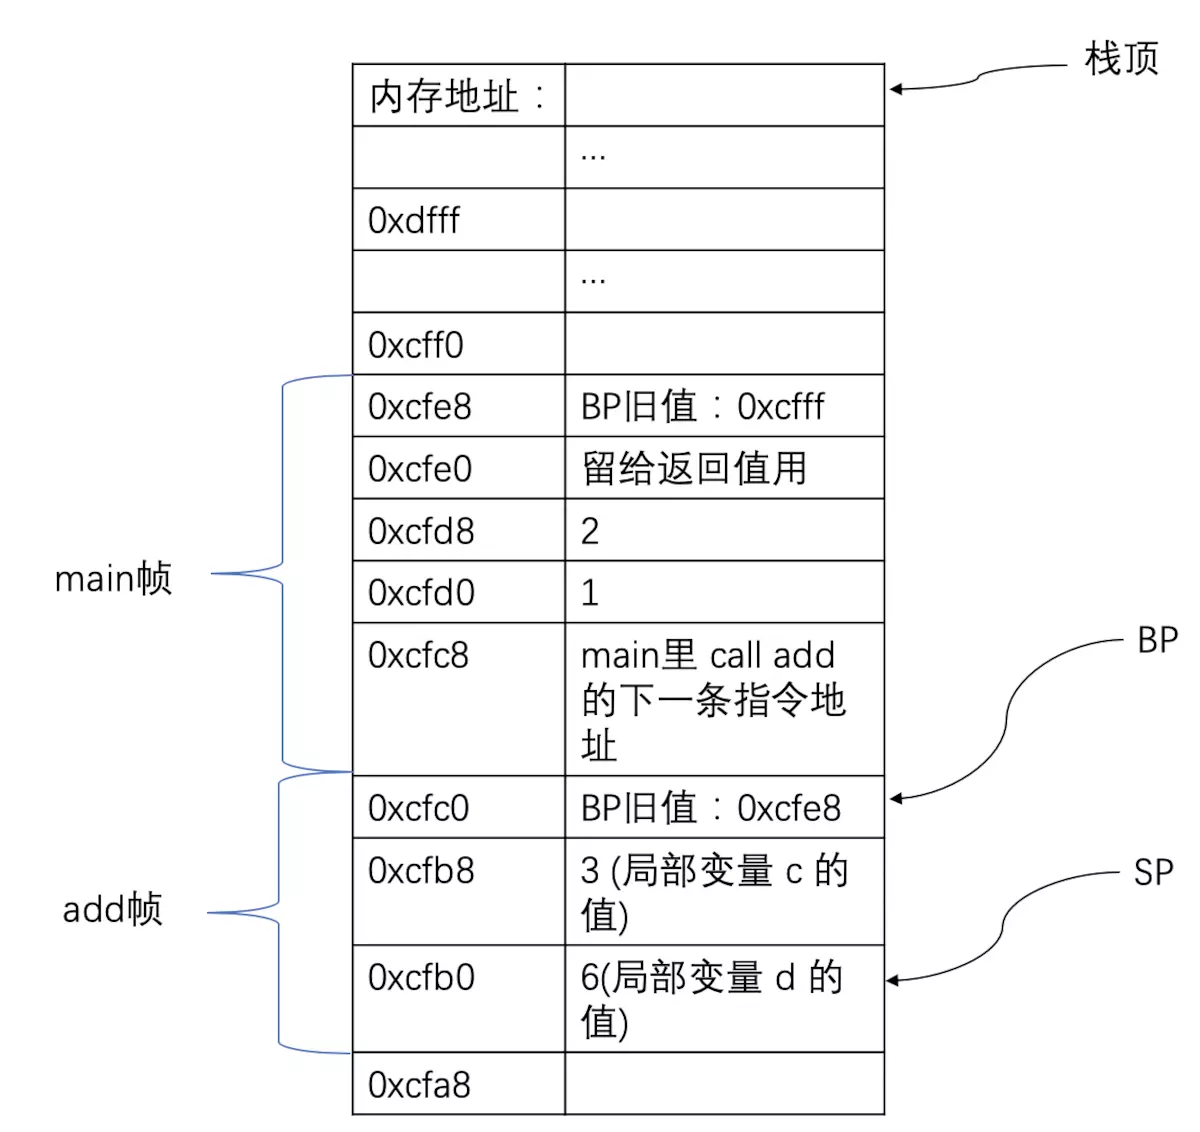 栈顶
内存地址：
...
0xdfff
...
0xcff0
0xcfe8 BP旧值：0xcfff
0xcfe0 留给返回值用
0xcfd8 2
main帧
0xcfd0 1
0xcfc8 main里 call add
的下一条指令地
址
BP
0xcfc0 BP旧值：0xcfe8
add帧
0xcfb8 3 (局部变量 c 的
值)
SP
0xcfb0 6(局部变量 d 的
值)
0xcfa8